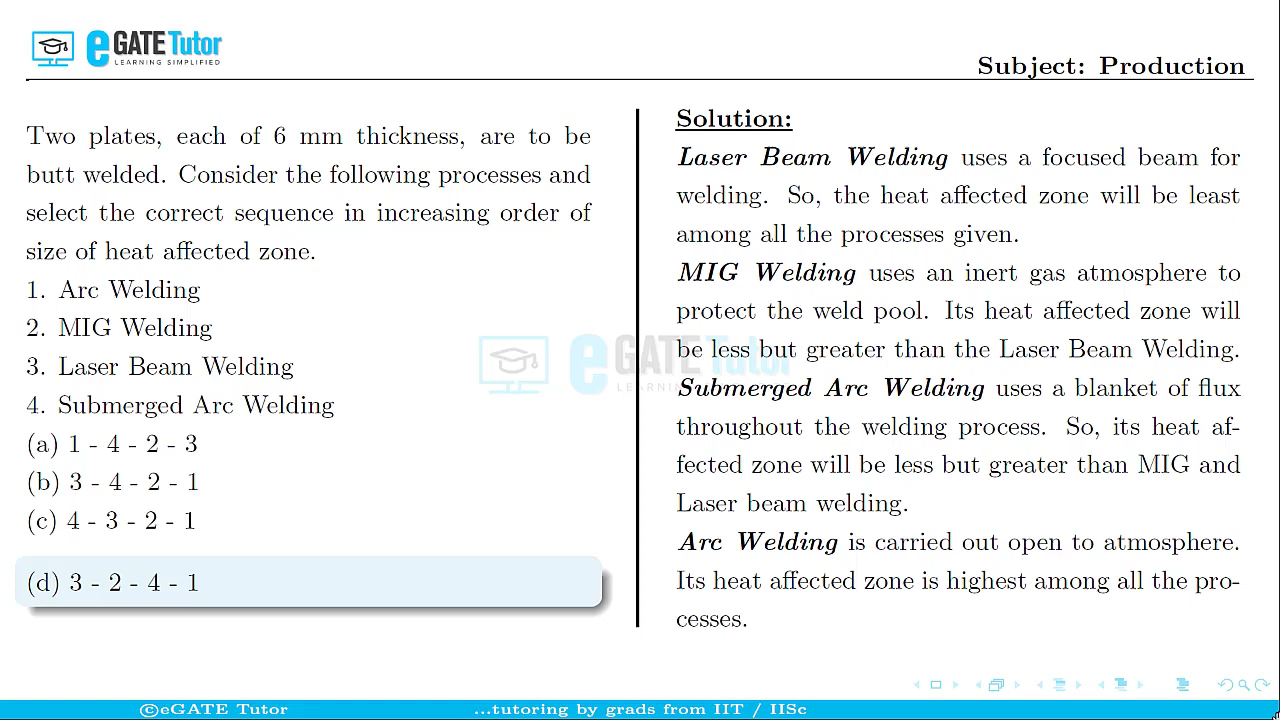 eGATE Tutor
LEARNING SIMPLIFIED
Subject: Production
Two plates, each of 6 mm thickness, are to be
butt welded. Consider the following processes and
select the correct sequence in increasing order of
size of heat affected zone.
1. Arc Welding
2. MIG Welding
3. Laser Beam Welding
4. Submerged Arc Welding
(a) 1 - 4 - 2 - 3
(b) 3 - 4 - 2 - 1
(c) 4 - 3 - 2 - 1
(d) 3 - 2 - 4 - 1
Solution:
Laser Beam Welding uses a focused beam for
welding. So, the heat affected zone will be least
among all the processes given.
MIG Welding uses an inert gas atmosphere to
protect the weld pool. Its heat affected zone will
be less but greater than the Laser Beam Welding.
Submerged Arc Welding uses a blanket of flux
throughout the welding process. So, its heat af-
fected zone will be less but greater than MIG and
Laser beam welding.
Arc Welding is carried out open to atmosphere.
Its heat affected zone is highest among all the pro-
cesses.
eGATE Tutor
©eGATE Tutor
...tutoring by grads from IIT / IISc